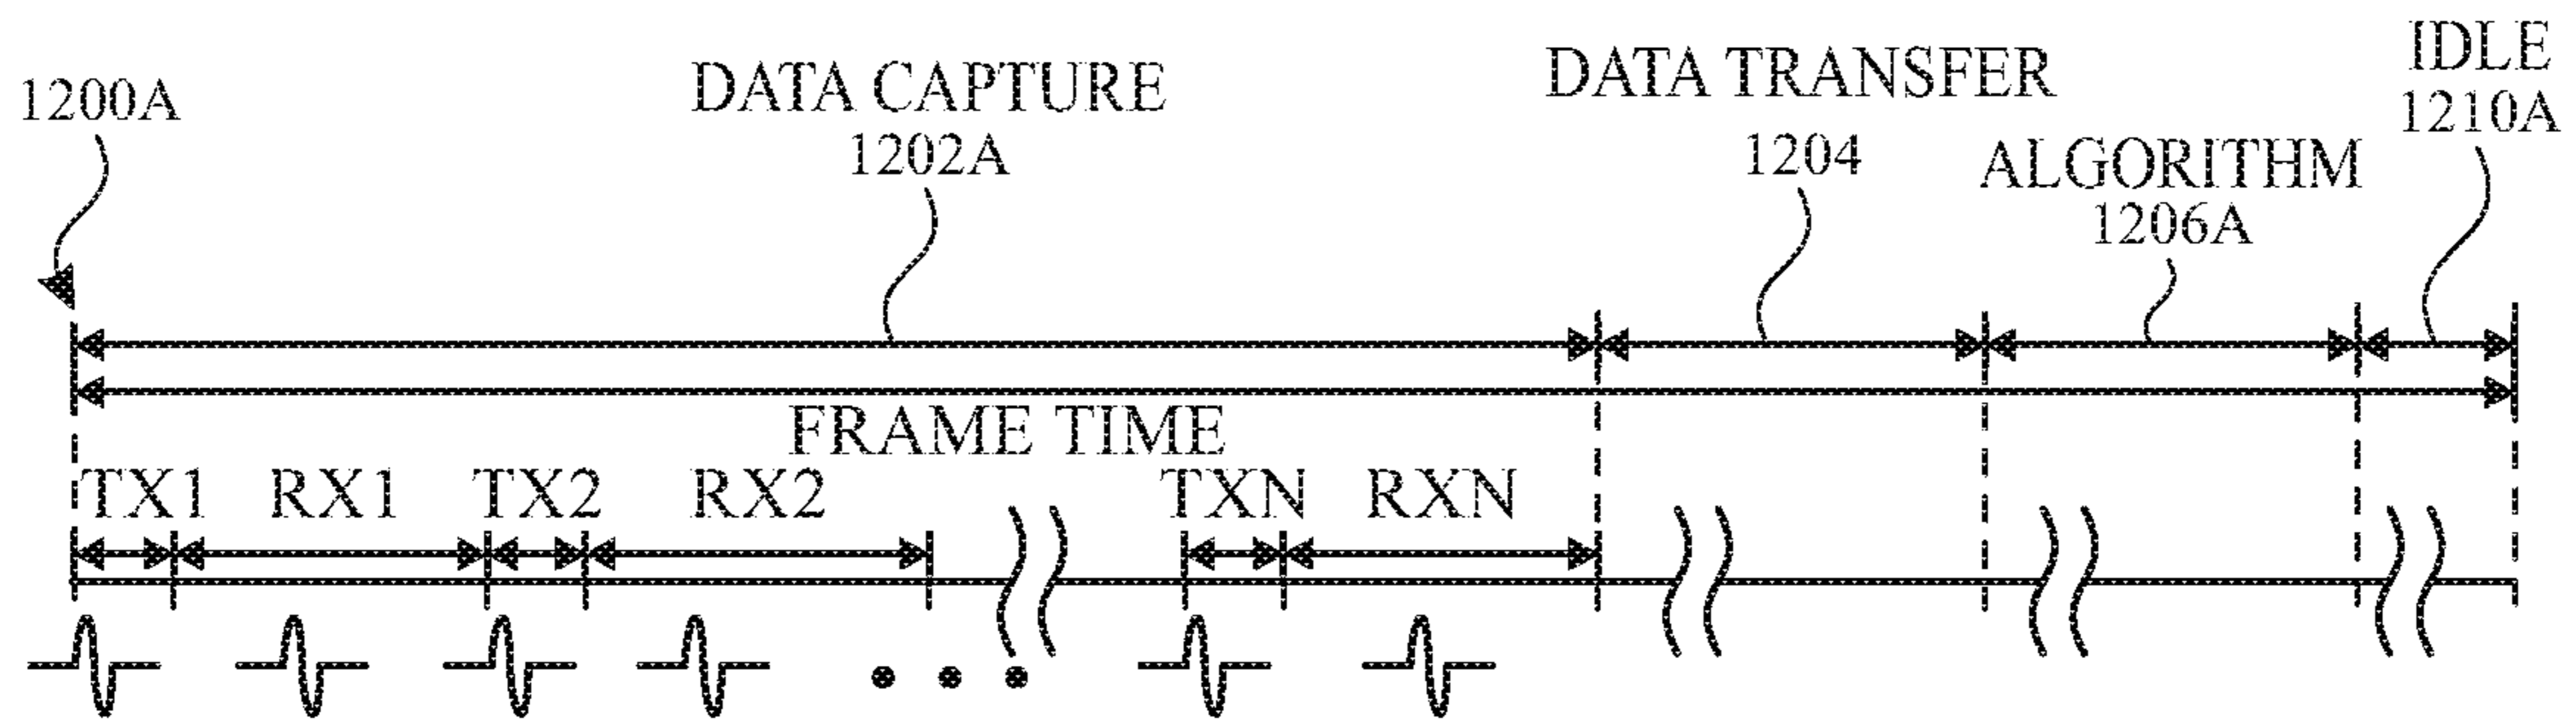 1200A
DATA CAPTURE
1202A
DATA TRANSFER
1204
ALGORITHM
1206A
IDLE
1210A
FRAME TIME
TX1
RX1
TX2
RX2
TXN
RXN